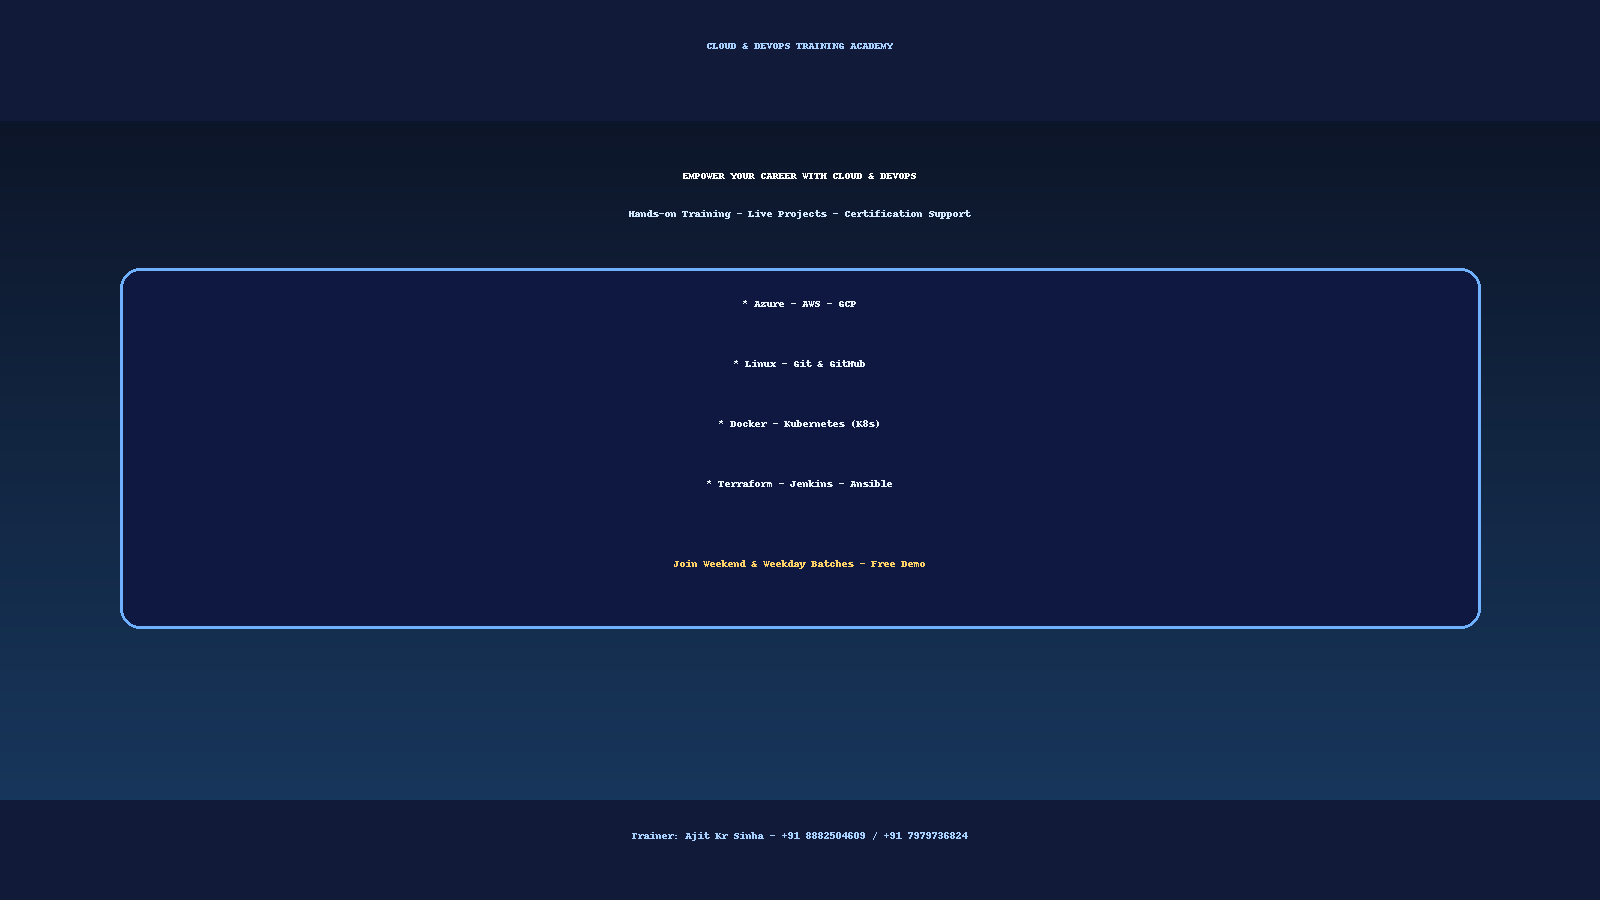 CLOUD & DEVOPS TRAINING ACADEMY
EMPOWER YOUR CAREER WITH CLOUD & DEVOPS
Hands-on Training - Live Projects - Certification Support
* Azure - AWS - GCP
* Linux - Git & GitHub
* Docker - Kubernetes (K8s)
* Terraform - Jenkins - Ansible
Join Weekend & Weekday Batches - Free Demo
Trainer: Ajit Kr Sinha - +91 8882504609 / +91 7979736824